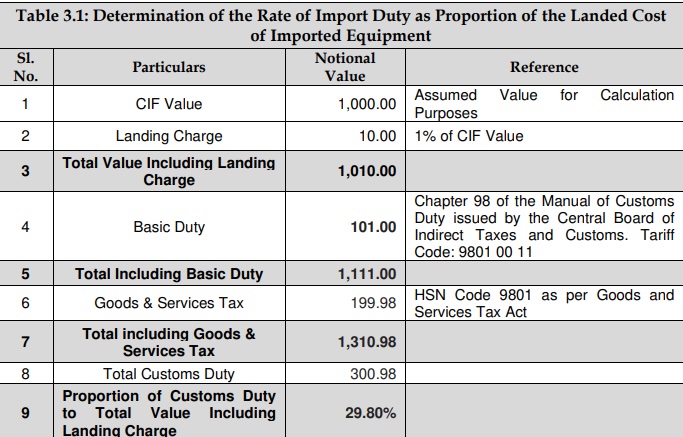 Table 3.1: Determination of the Rate of Import Duty as Proportion of the Landed Cost
of Imported Equipment
Sl.
No.
Particulars
Notional
Value
Reference
1
CIF Value
1,000.00
Assumed Value for Calculation
Purposes
2
Landing Charge
10.00
1% of CIF Value
3
Total Value Including Landing
Charge
1,010.00
4
Basic Duty
101.00
Chapter 98 of the Manual of Customs
Duty issued by the Central Board of
Indirect Taxes and Customs. Tariff
Code: 9801 00 11
5
Total Including Basic Duty
1,111.00
6
Goods & Services Tax
199.98
HSN Code 9801 as per Goods and
Services Tax Act
7
Total including Goods &
Services Tax
1,310.98
8
Total Customs Duty
300.98
9
Proportion of Customs Duty
to Total Value Including
Landing Charge
29.80%